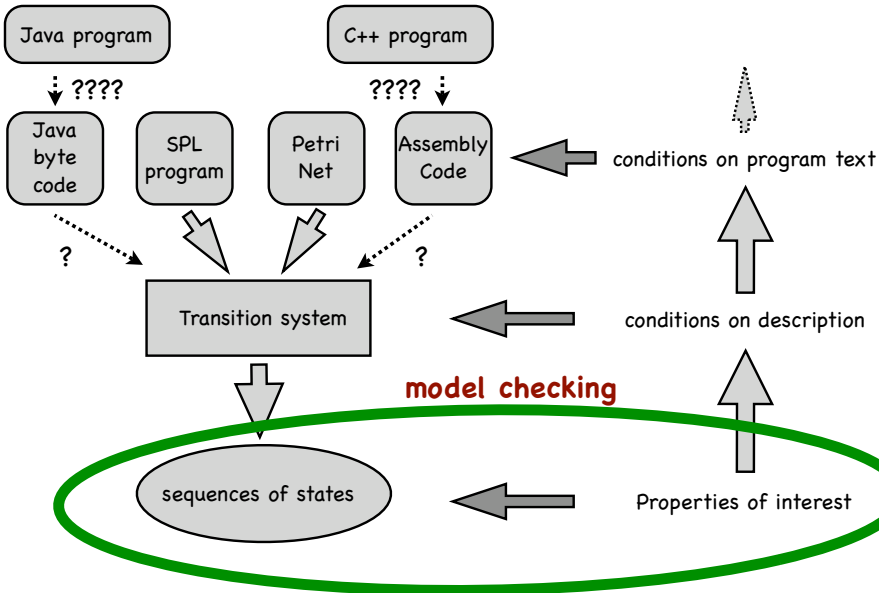 Java program
C++ program
????
????
Java
byte
code
SPL
program
Petri
Net
Assembly
Code
conditions on program text
?
?
Transition system
conditions on description
model checking
sequences of states
Properties of interest